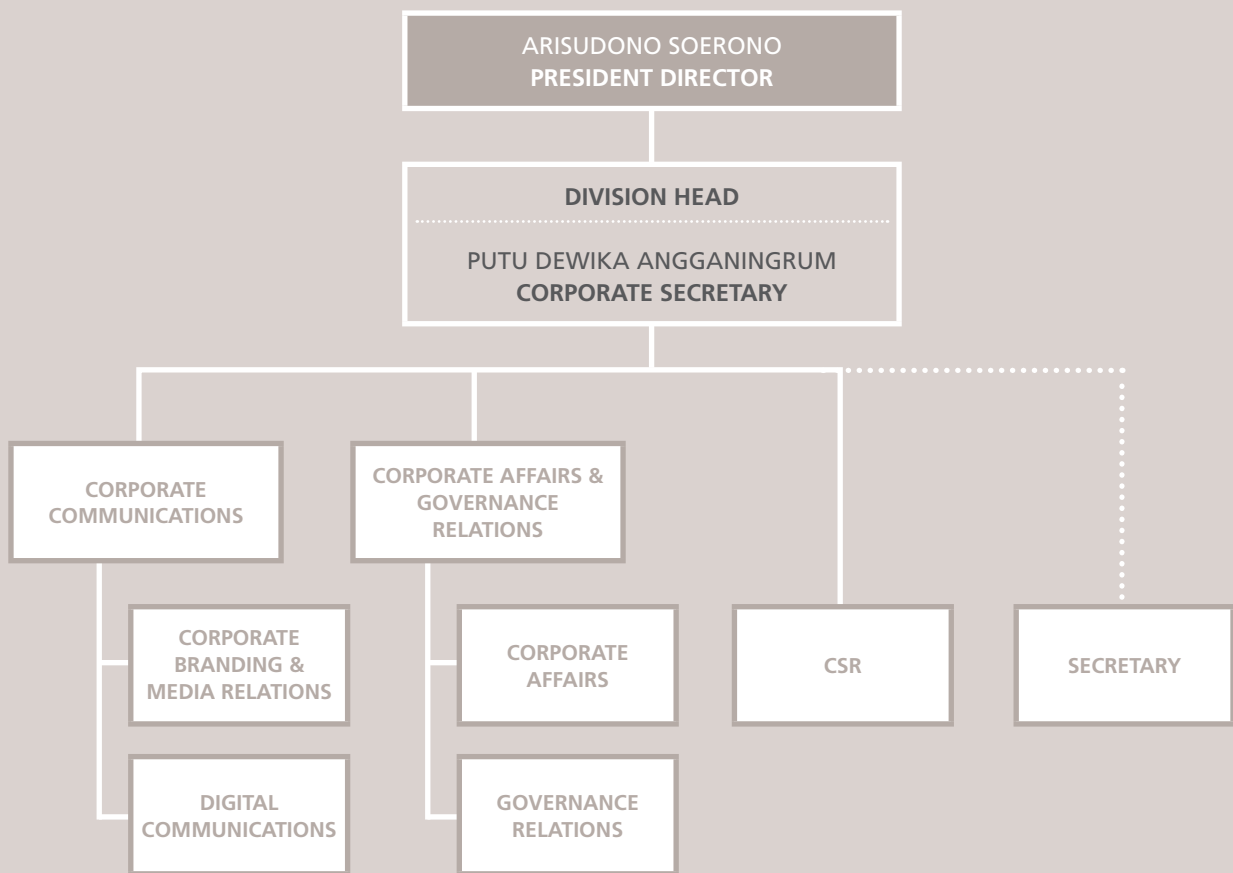 ARISUDONO SOERONO
PRESIDENT DIRECTOR
DIVISION HEAD
PUTU DEWIKA ANGGANINGRUM
CORPORATE SECRETARY
CORPORATE
COMMUNICATIONS
CORPORATE AFFAIRS &
GOVERNANCE
RELATIONS
CORPORATE
BRANDING &
MEDIA RELATIONS
CORPORATE
AFFAIRS
CSR
SECRETARY
DIGITAL
COMMUNICATIONS
GOVERNANCE
RELATIONS